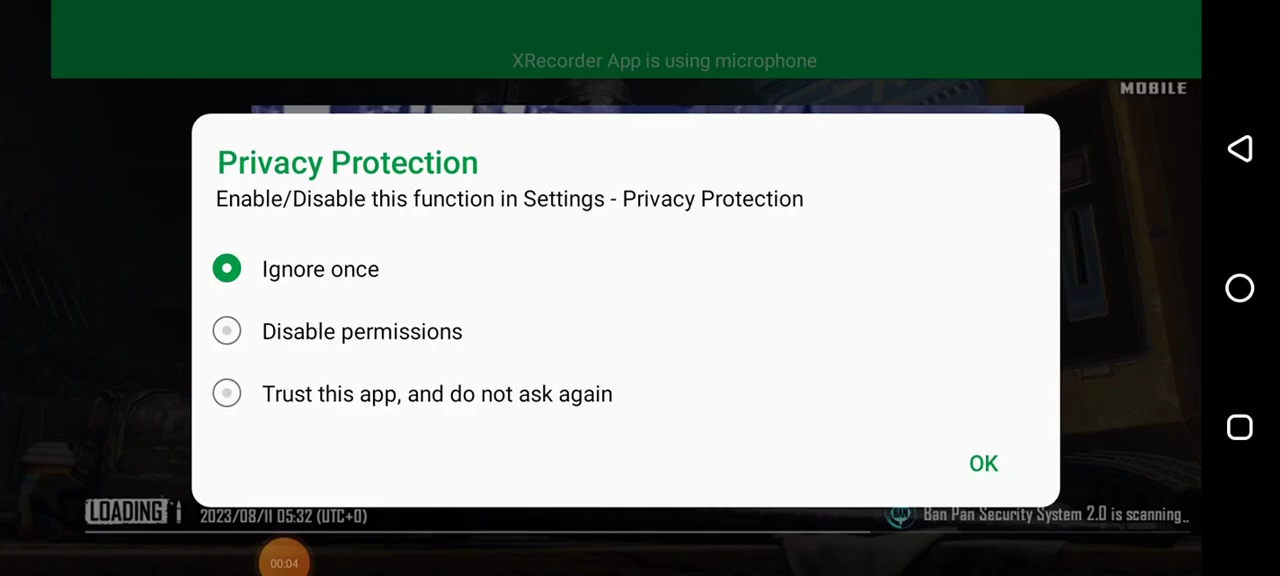 XRecorder App is using microphone
MOBILE
Privacy Protection
Enable/Disable this function in Settings - Privacy Protection
Ignore once
Disable permissions
Trust this app, and do not ask again
OK
LOADING
2023/08/11 05:32 (UTC+0)
BAN
Ban Pan Security System 2.0 is scanning..
00:04